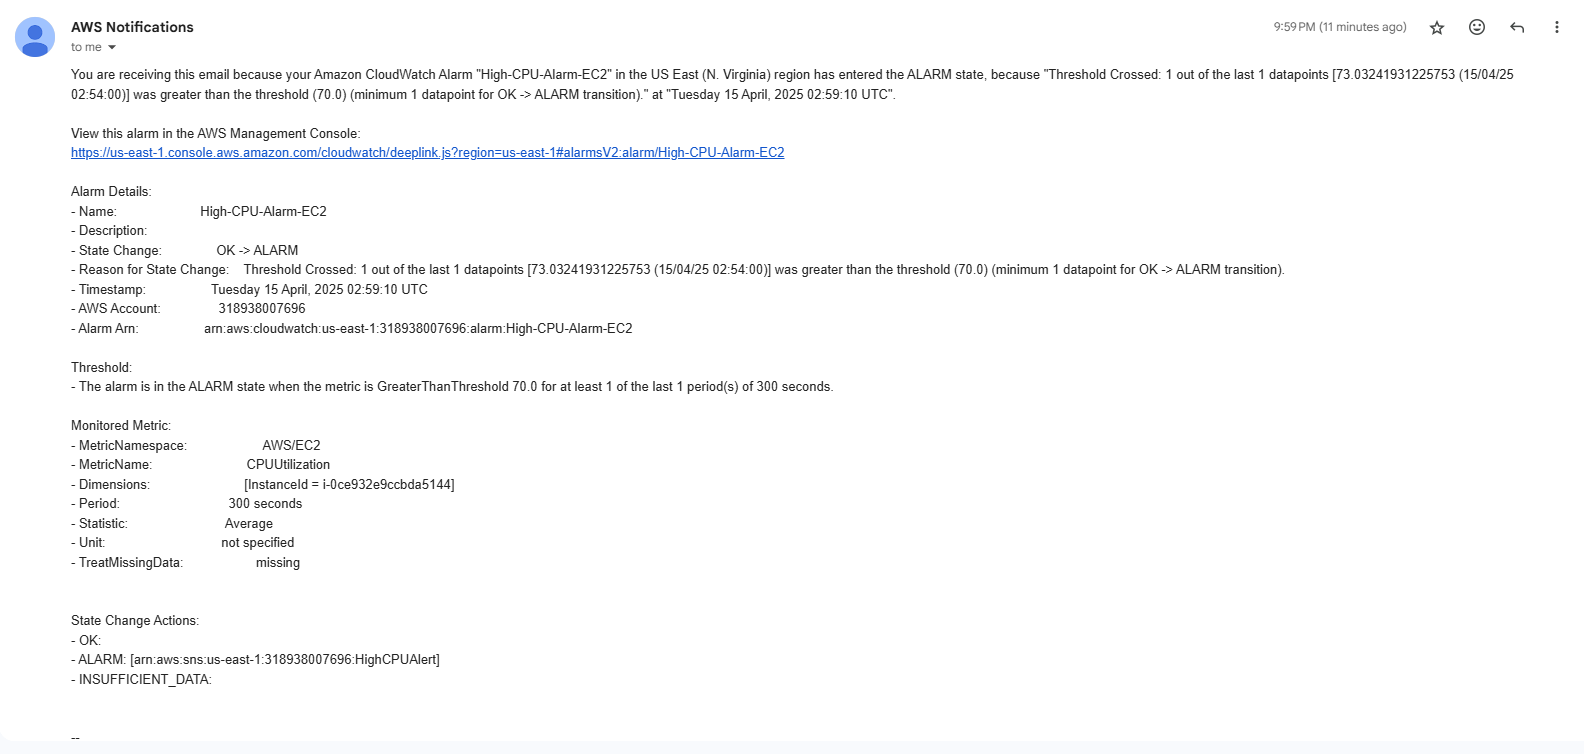 AWS Notifications
9:59 PM (11 minutes ago)
to me
You are receiving this email because your Amazon CloudWatch Alarm "High-CPU-Alarm-EC2" in the US East (N. Virginia) region has entered the ALARM state, because "Threshold Crossed: 1 out of the last 1 datapoints [73.03241931225753 (15/04/25
02:54:00)] was greater than the threshold (70.0) (minimum 1 datapoint for OK -> ALARM transition)." at "Tuesday 15 April, 2025 02:59:10 UTC".
View this alarm in the AWS Management Console:
https://us-east-1.console.aws.amazon.com/cloudwatch/deeplink.js?region=us-east-1#alarmsV2:alarm/High-CPU-Alarm-EC2
Alarm Details:
- Name: High-CPU-Alarm-EC2
- Description:
- State Change: OK -> ALARM
- Reason for State Change: Threshold Crossed: 1 out of the last 1 datapoints [73.03241931225753 (15/04/25 02:54:00)] was greater than the threshold (70.0) (minimum 1 datapoint for OK -> ALARM transition).
- Timestamp: Tuesday 15 April, 2025 02:59:10 UTC
- AWS Account: 318938007696
- Alarm Arn: arn:aws:cloudwatch:us-east-1:318938007696:alarm:High-CPU-Alarm-EC2
Threshold:
- The alarm is in the ALARM state when the metric is GreaterThanThreshold 70.0 for at least 1 of the last 1 period(s) of 300 seconds.
Monitored Metric:
- MetricNamespace: AWS/EC2
- MetricName: CPUUtilization
- Dimensions: [InstanceId = i-0ce932e9ccbda5144]
- Period: 300 seconds
- Statistic: Average
- Unit: not specified
- TreatMissingData: missing
State Change Actions:
- OK:
- ALARM: [arn:aws:sns:us-east-1:318938007696:HighCPUAlert]
- INSUFFICIENT_DATA:
--